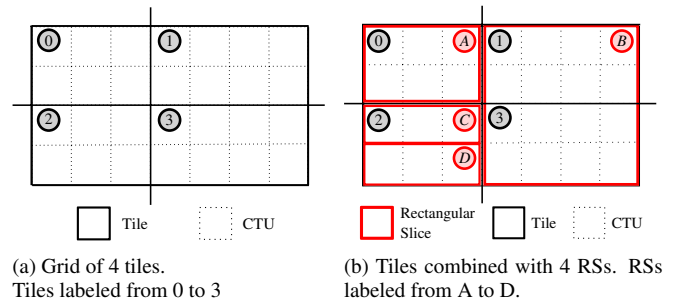 0 1
2 3
Tile CTU
(a) Grid of 4 tiles.
Tiles labeled from 0 to 3
0 A 1 B
2 C 3
D
Rectangular
Slice
Tile CTU
(b) Tiles combined with 4 RSs. RSs
labeled from A to D.